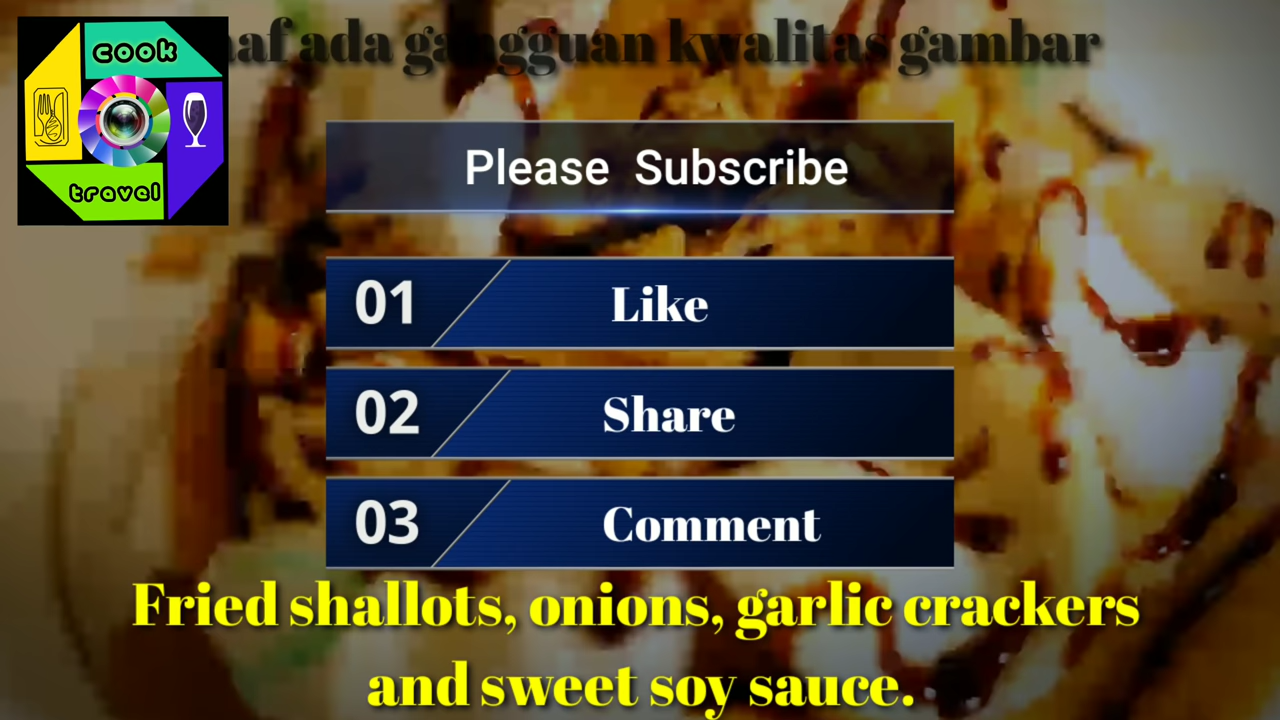 cook
travel
ada gangguan kwalitas gambar
Please Subscribe
01 Like
02 Share
03 Comment
Fried shallots, onions, garlic crackers
and sweet soy sauce.